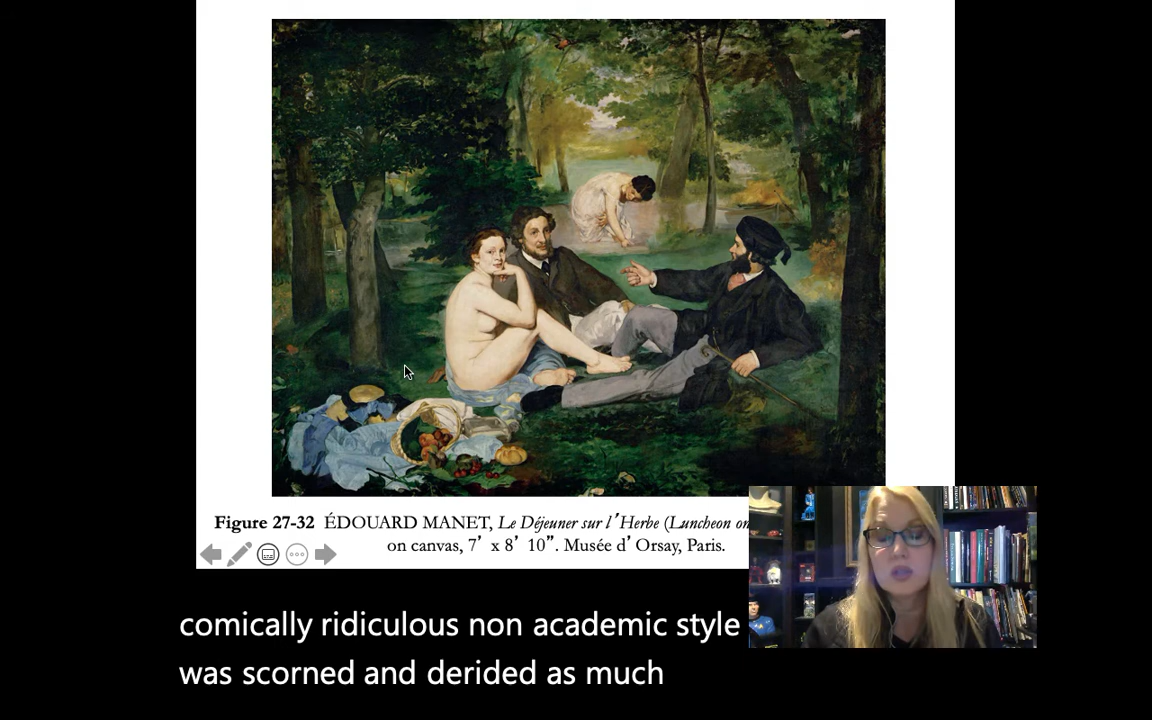 Figure 27-32 ÉDOUARD MANET, Le Déjeuner sur l’Herbe (Luncheon on
on canvas, 7’ x 8’ 10”. Musée d’ Orsay, Paris.
comically ridiculous non academic style
was scorned and derided as much